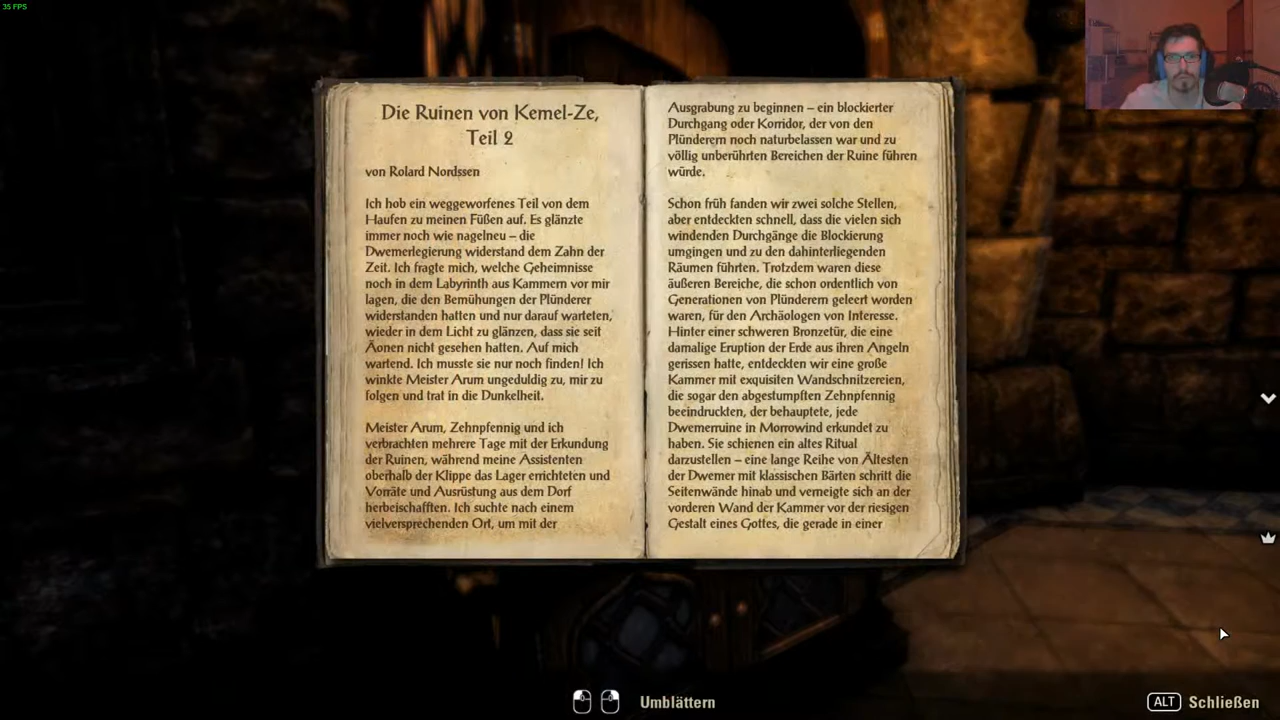 35 FPS
Die Ruinen von Kemel-Ze,
Teil 2
von Rolard Nordssen
Ich hob ein weggeworfenes Teil von dem
Haufen zu meinen Füßen auf. Es glänzte
immer noch wie nagelneu – die
Dwemerlegierung widerstand dem Zahn der
Zeit. Ich fragte mich, welche Geheimnisse
noch in dem Labyrinth aus Kammern vor mir
lagen, die den Bemühungen der Plünderer
widerstanden hatten und nur darauf warteten,
wieder in dem Licht zu glänzen, dass sie seit
Äonen nicht gesehen hatten. Auf mich
wartend. Ich musste sie nur noch finden! Ich
winkte Meister Arum ungeduldig zu, mir zu
folgen und trat in die Dunkelheit.
Meister Arum, Zehnpfennig und ich
verbrachten mehrere Tage mit der Erkundung
der Ruinen, während meine Assistenten
oberhalb der Klippe das Lager errichteten und
Vorräte und Ausrüstung aus dem Dorf
herbeischafften. Ich suchte nach einem
vielversprechenden Ort, um mit der
Ausgrabung zu beginnen – ein blockierter
Durchgang oder Korridor, der von den
Plünderern noch naturbelassen war und zu
völlig unberührten Bereichen der Ruine führen
würde.
Schon früh fanden wir zwei solche Stellen,
aber entdeckten schnell, dass die vielen sich
windenden Durchgänge die Blockierung
umgingen und zu den dahinterliegenden
Räumen führten. Trotzdem waren diese
äußeren Bereiche, die schon ordentlich von
Generationen von Plünderern geleert worden
waren, für den Archäologen von Interesse.
Hinter einer schweren Bronzetür, die eine
damalige Eruption der Erde aus ihren Angeln
gerissen hatte, entdeckten wir eine große
Kammer mit exquisiten Wandschnitzereien,
die sogar den abgestumpften Zehnpfennig
beeindruckten, der behauptete, jede
Dwemerruine in Morrowind erkundet zu
haben. Sie schienen ein altes Ritual
darzustellen – eine lange Reihe von Ältesten
der Dwemer mit klassischen Bärten schritt die
Seitenwände hinab und verneigte sich an der
vorderen Wand der Kammer vor der riesigen
Gestalt eines Gottes, die gerade in einer
Umblättern
ALT Schließen